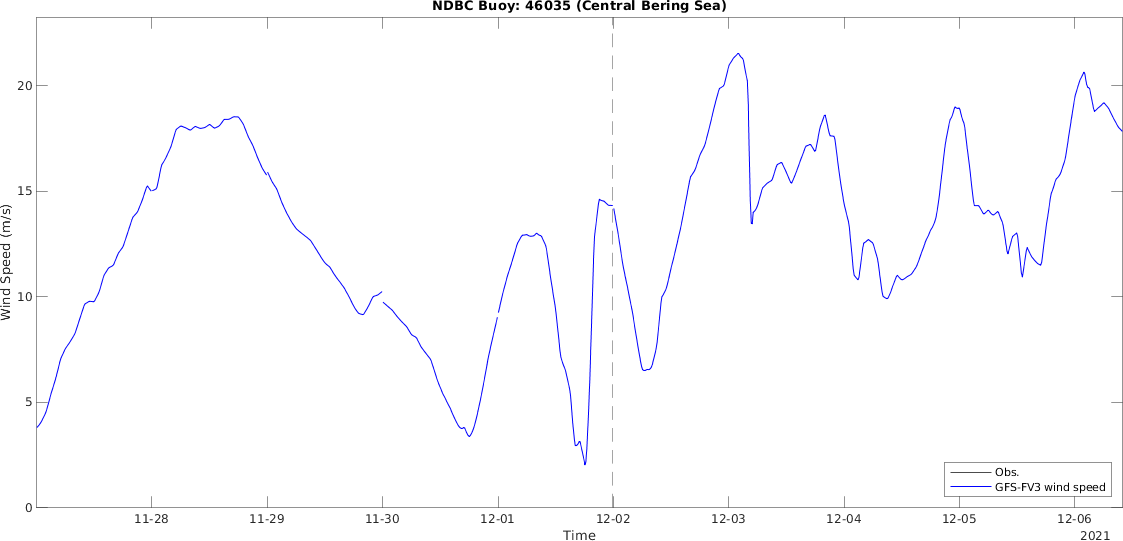 NDBC Buoy: 46035 (Central Bering Sea)
Wind Speed (m/s)
20
15
10
5
0
Obs.
GFS-FV3 wind speed
11-28 11-29 11-30 12-01 12-02 12-03 12-04 12-05 12-06
Time
2021